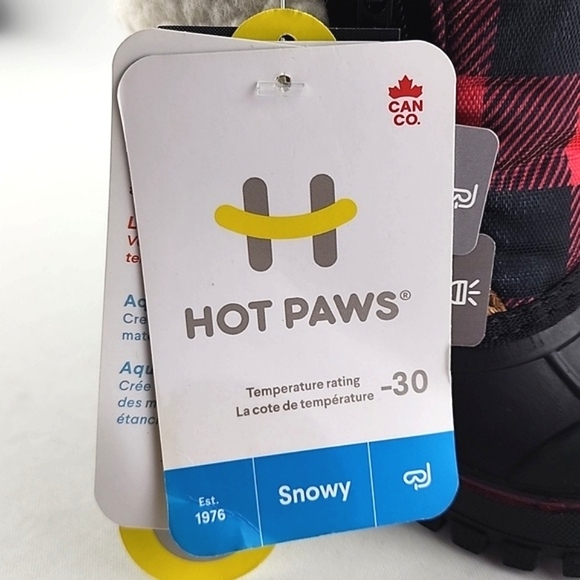 CAN
CO.
HOT PAWS®
Temperature rating
La cote de température
-30
Est.
1976
Snowy
Cre
mat
Aqu
Crée
des m
étanc